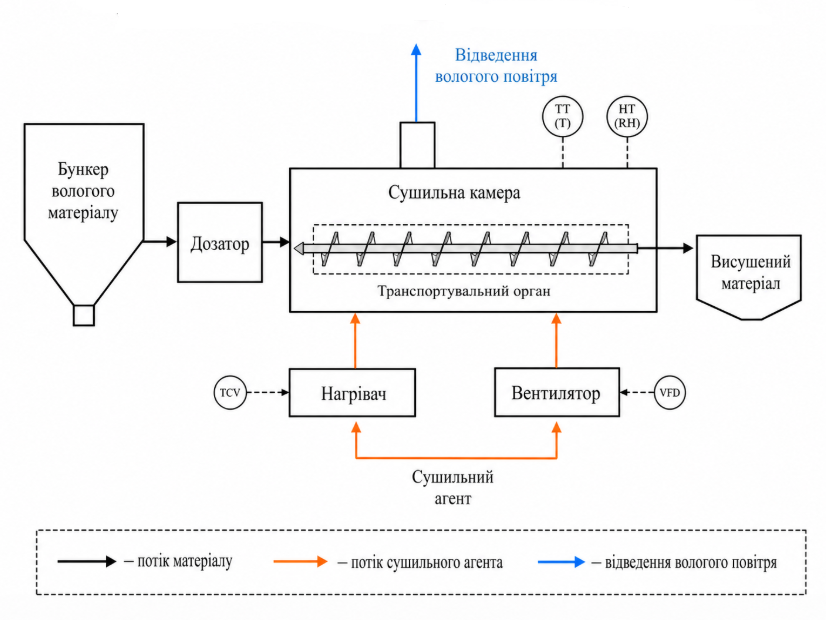 Відведення
вологого повітря
TT
(T)
HT
(RH)
Бункер
вологого
матеріалу
Дозатор
Сушильна камера
Транспортувальний орган
Висушений
матеріал
TCV
Нагрівач
Вентилятор
VFD
Сушильний
агент
– потік матеріалу
– потік сушильного агента
– відведення вологого повітря